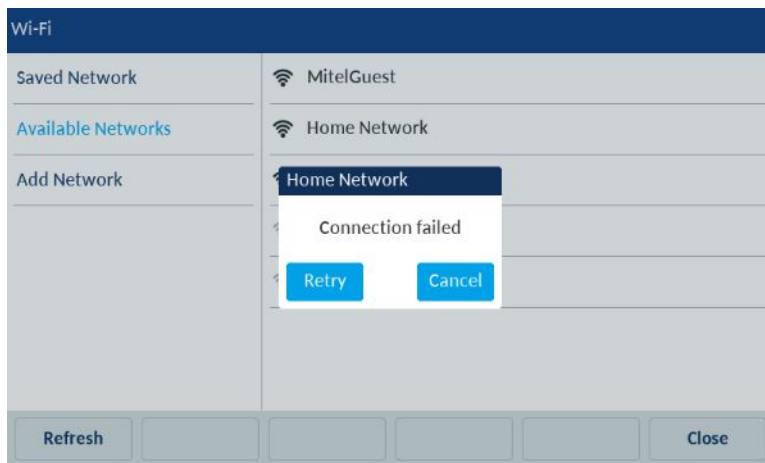 Wi-Fi
Saved Network
MitelGuest
Available Networks
Home Network
Add Network
Home Network
Connection failed
Retry
Cancel
Refresh
Close